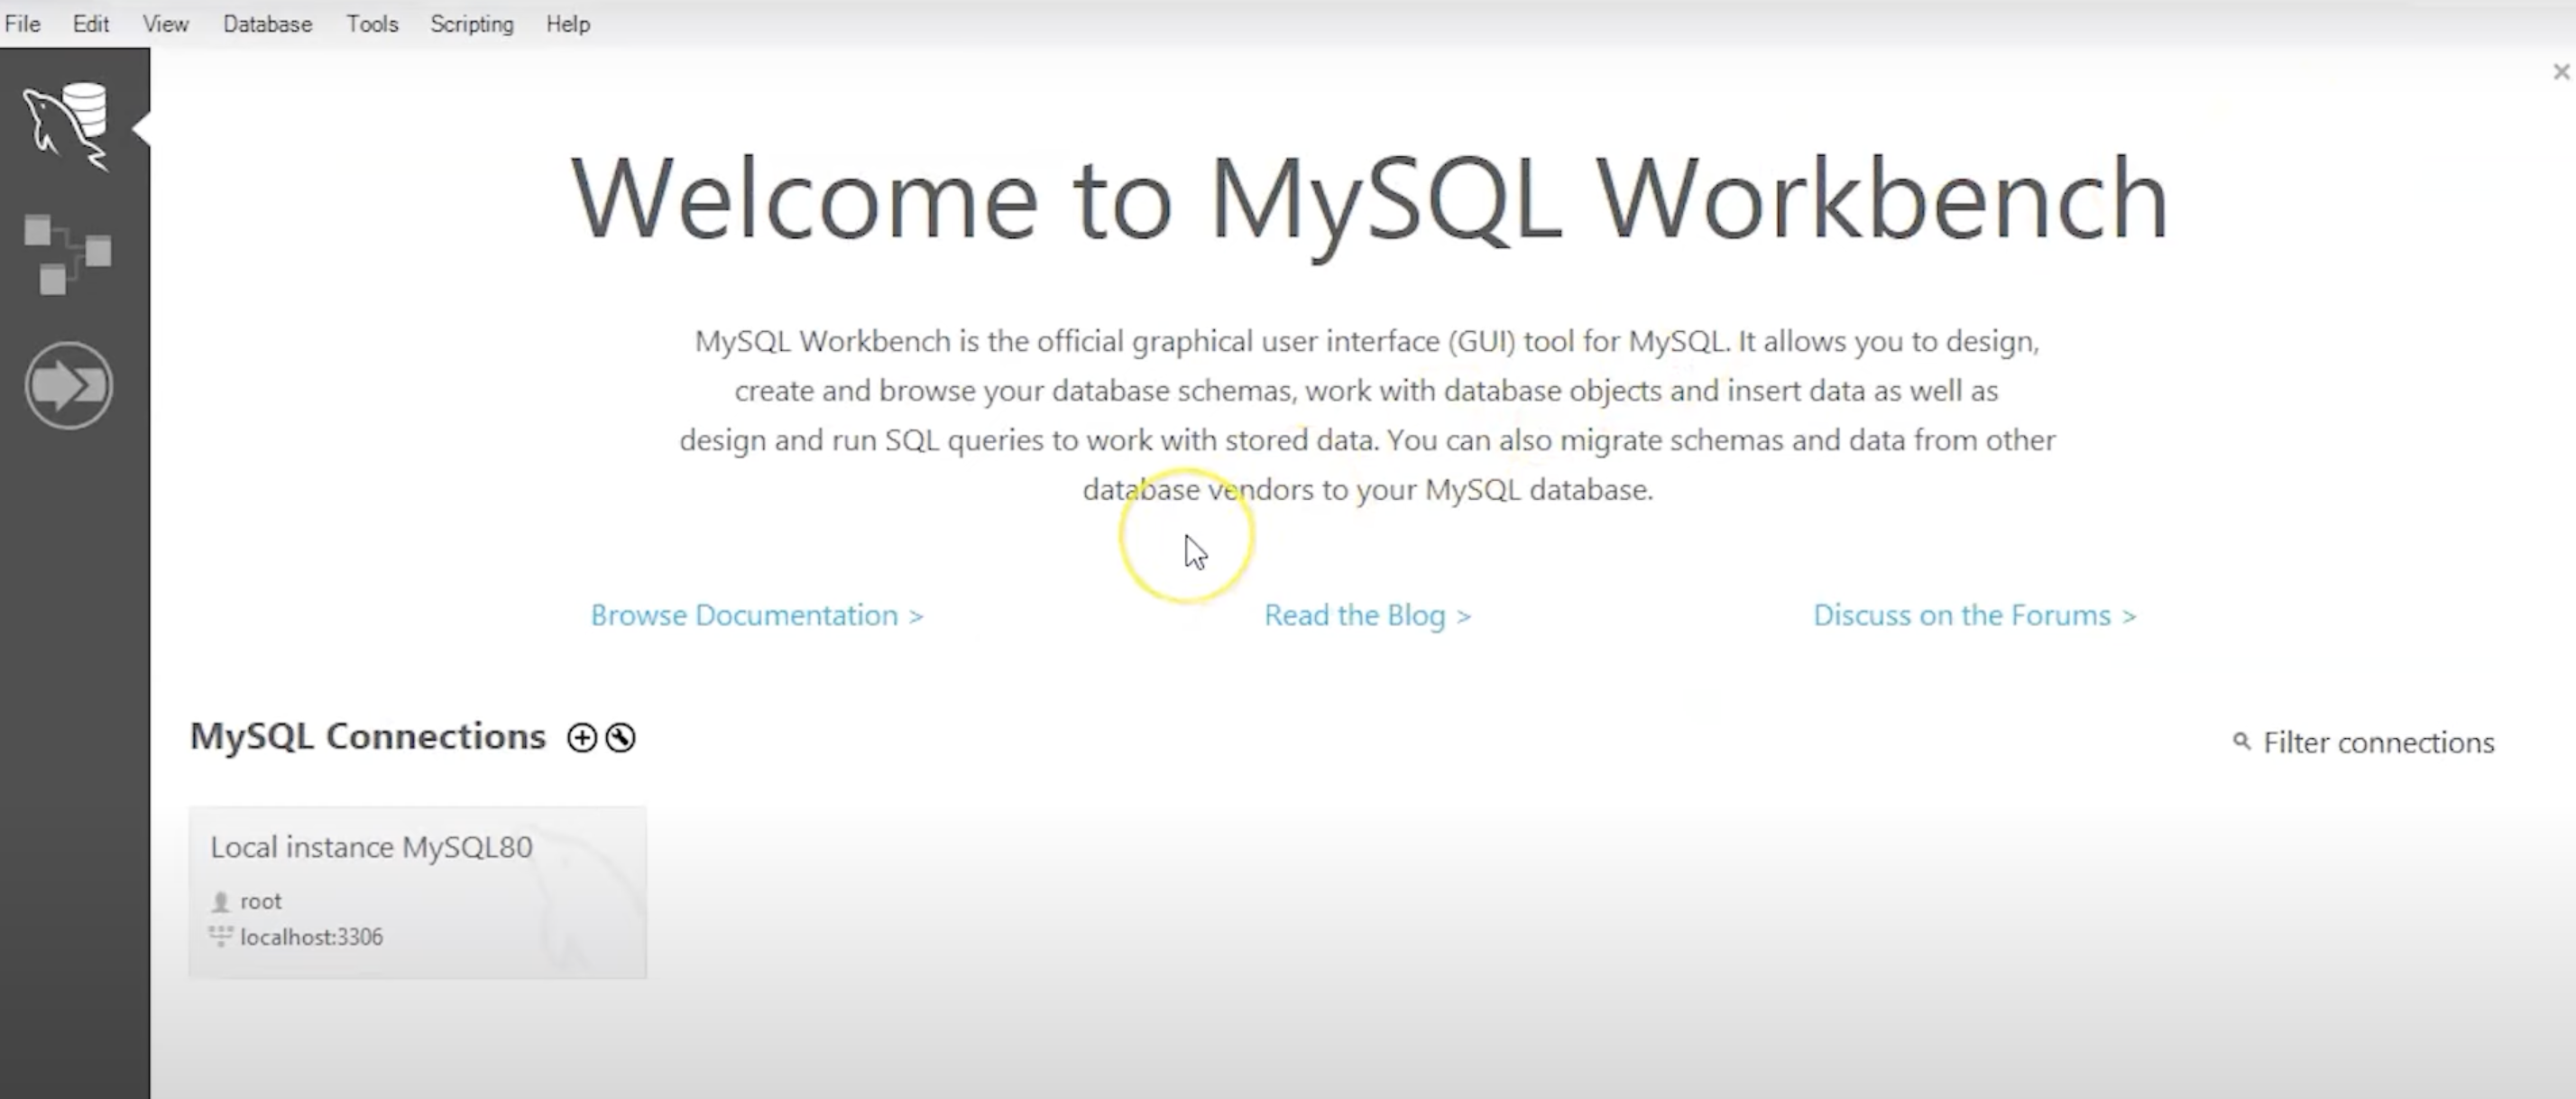 File Edit View Database Tools Scripting Help
Welcome to MySQL Workbench
MySQL Workbench is the official graphical user interface (GUI) tool for MySQL. It allows you to design,
create and browse your database schemas, work with database objects and insert data as well as
design and run SQL queries to work with stored data. You can also migrate schemas and data from other
database vendors to your MySQL database.
Browse Documentation > Read the Blog > Discuss on the Forums >
MySQL Connections Filter connections
Local instance MySQL80
root
localhost:3306